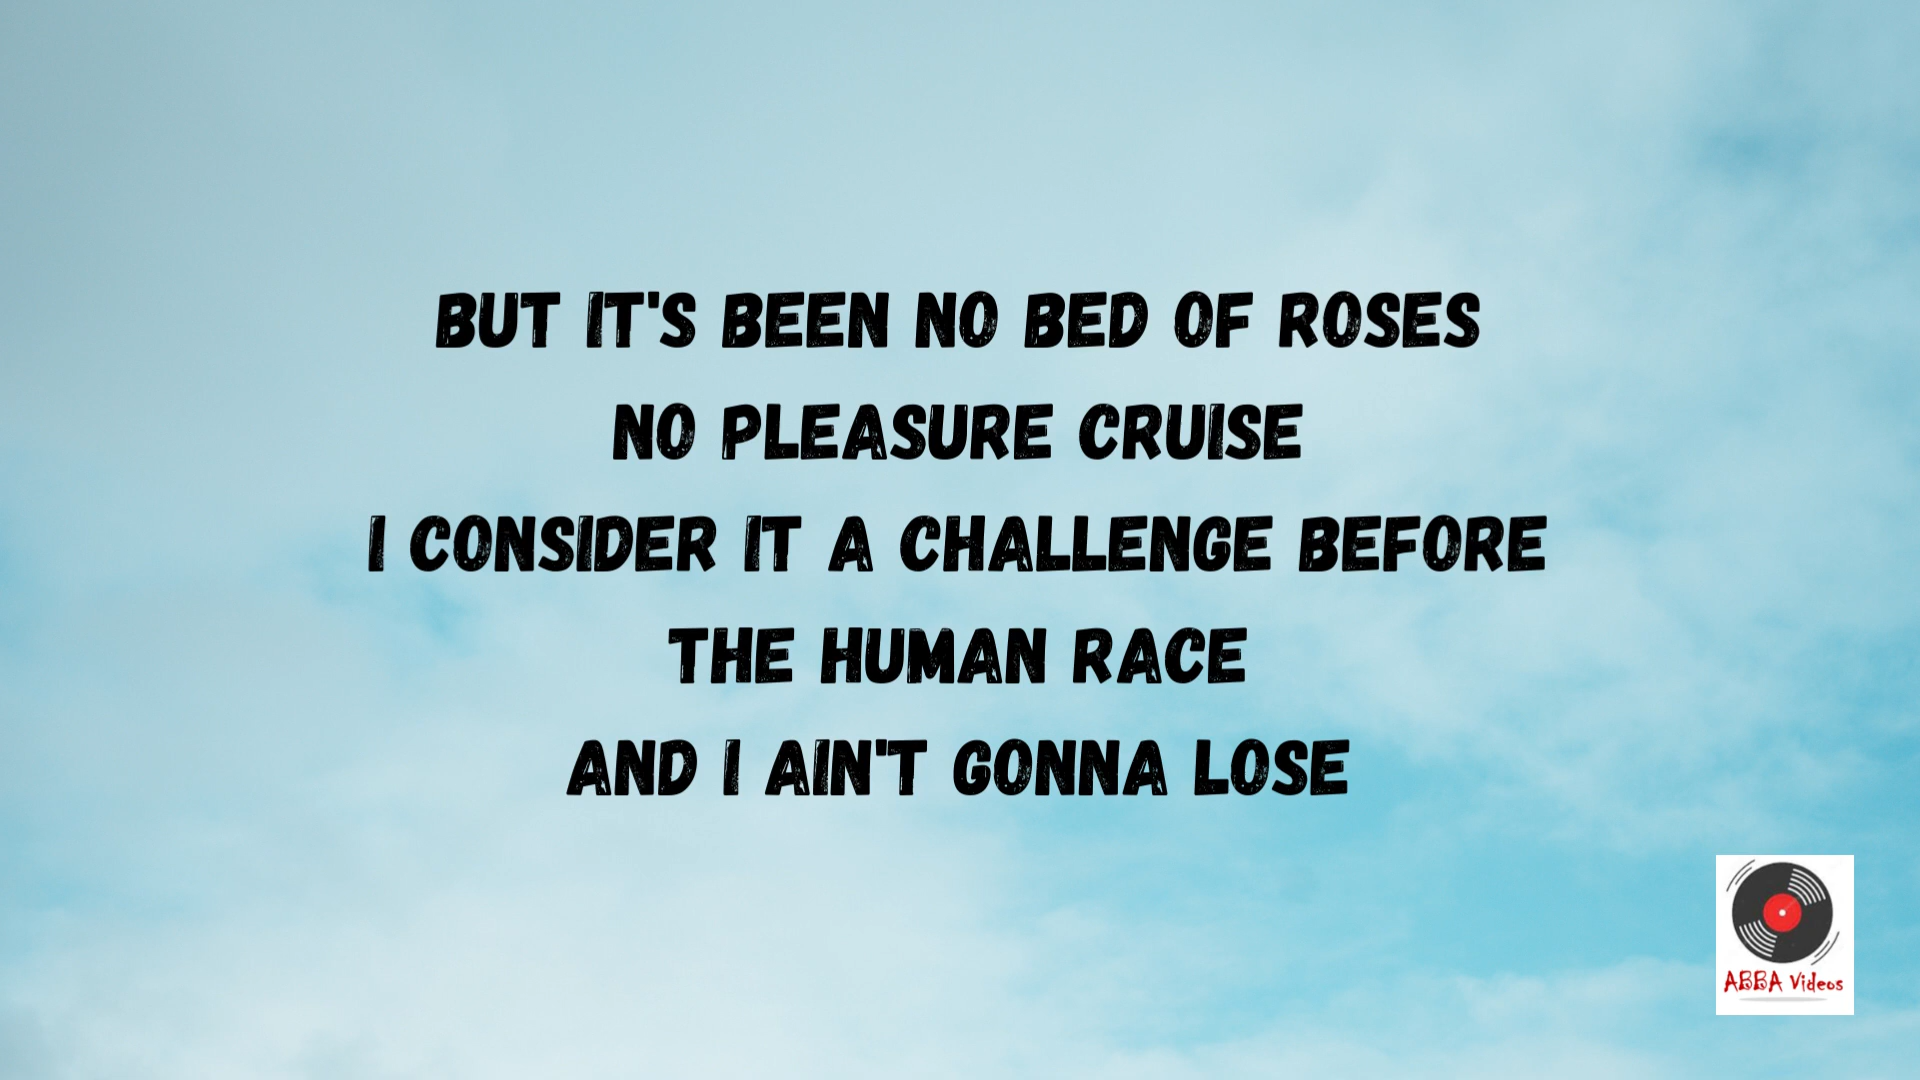 BUT IT'S BEEN NO BED OF ROSES
NO PLEASURE CRUISE
I CONSIDER IT A CHALLENGE BEFORE
THE HUMAN RACE
AND I AIN'T GONNA LOSE
ABBA Videos